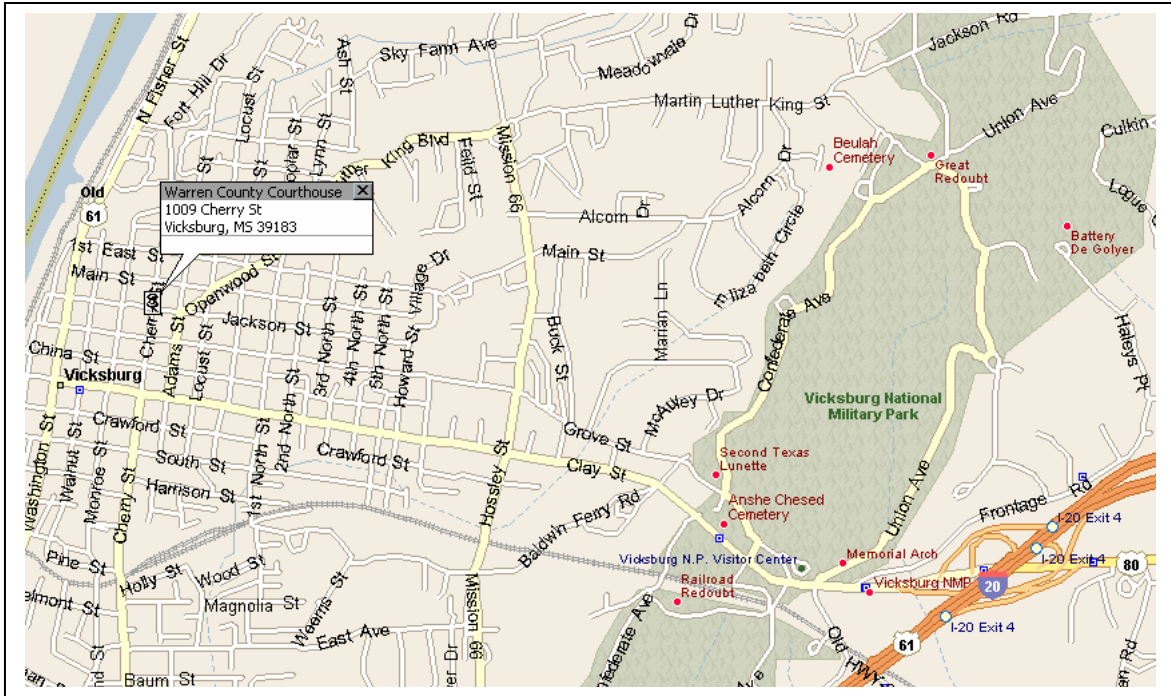 N Fisher St
Fort Hill Dr
Locust St
Ash St
Sky Farm Ave
Meadowvale Dr
Jackson Rd
Martin Luther King St
Union Ave
Culkin
Poplar St
Lynn St
King Blvd
Feild St
Mission 66
Alcorn Dr
Beulah
Cemetery
Great
Redoubt
Logue
Old
61
Warren County Courthouse
1009 Cherry St
Vicksburg, MS 39183
Alcorn Dr
Elizabeth Circle
Battery
De Golyer
1st East St
Main St
Main St
Openwood St
Village Dr
Cherry St
Jackson St
China St
Vicksburg
Adams St
Locust St
3rd North St
4th North St
5th North St
Howard St
Buck St
Marian Ln
Confederate Ave
Haleys Pt
Vicksburg National
Military Park
McAuley Dr
Crawford St
Crawford St
Grove St
Clay St
Second Texas
Lunette
Washington St
Walnut St
Monroe St
Cherry St
South St
Harrison St
1st North St
2nd North St
Hossley St
Baldwin Ferry Rd
Anshe Chesed
Cemetery
Union Ave
Frontage Rd
I-20 Exit 4
I-20 Exit 4
Vicksburg N.P. Visitor Center
Memorial Arch
80
Pine St
Holly St
Wood St
Railroad
Redoubt
Vicksburg NMP
20
elmont St
Magnolia St
Weems St
Mission 66
I-20 Exit 4
East Ave
Confederate Ave
Old HWY
61
Baum St